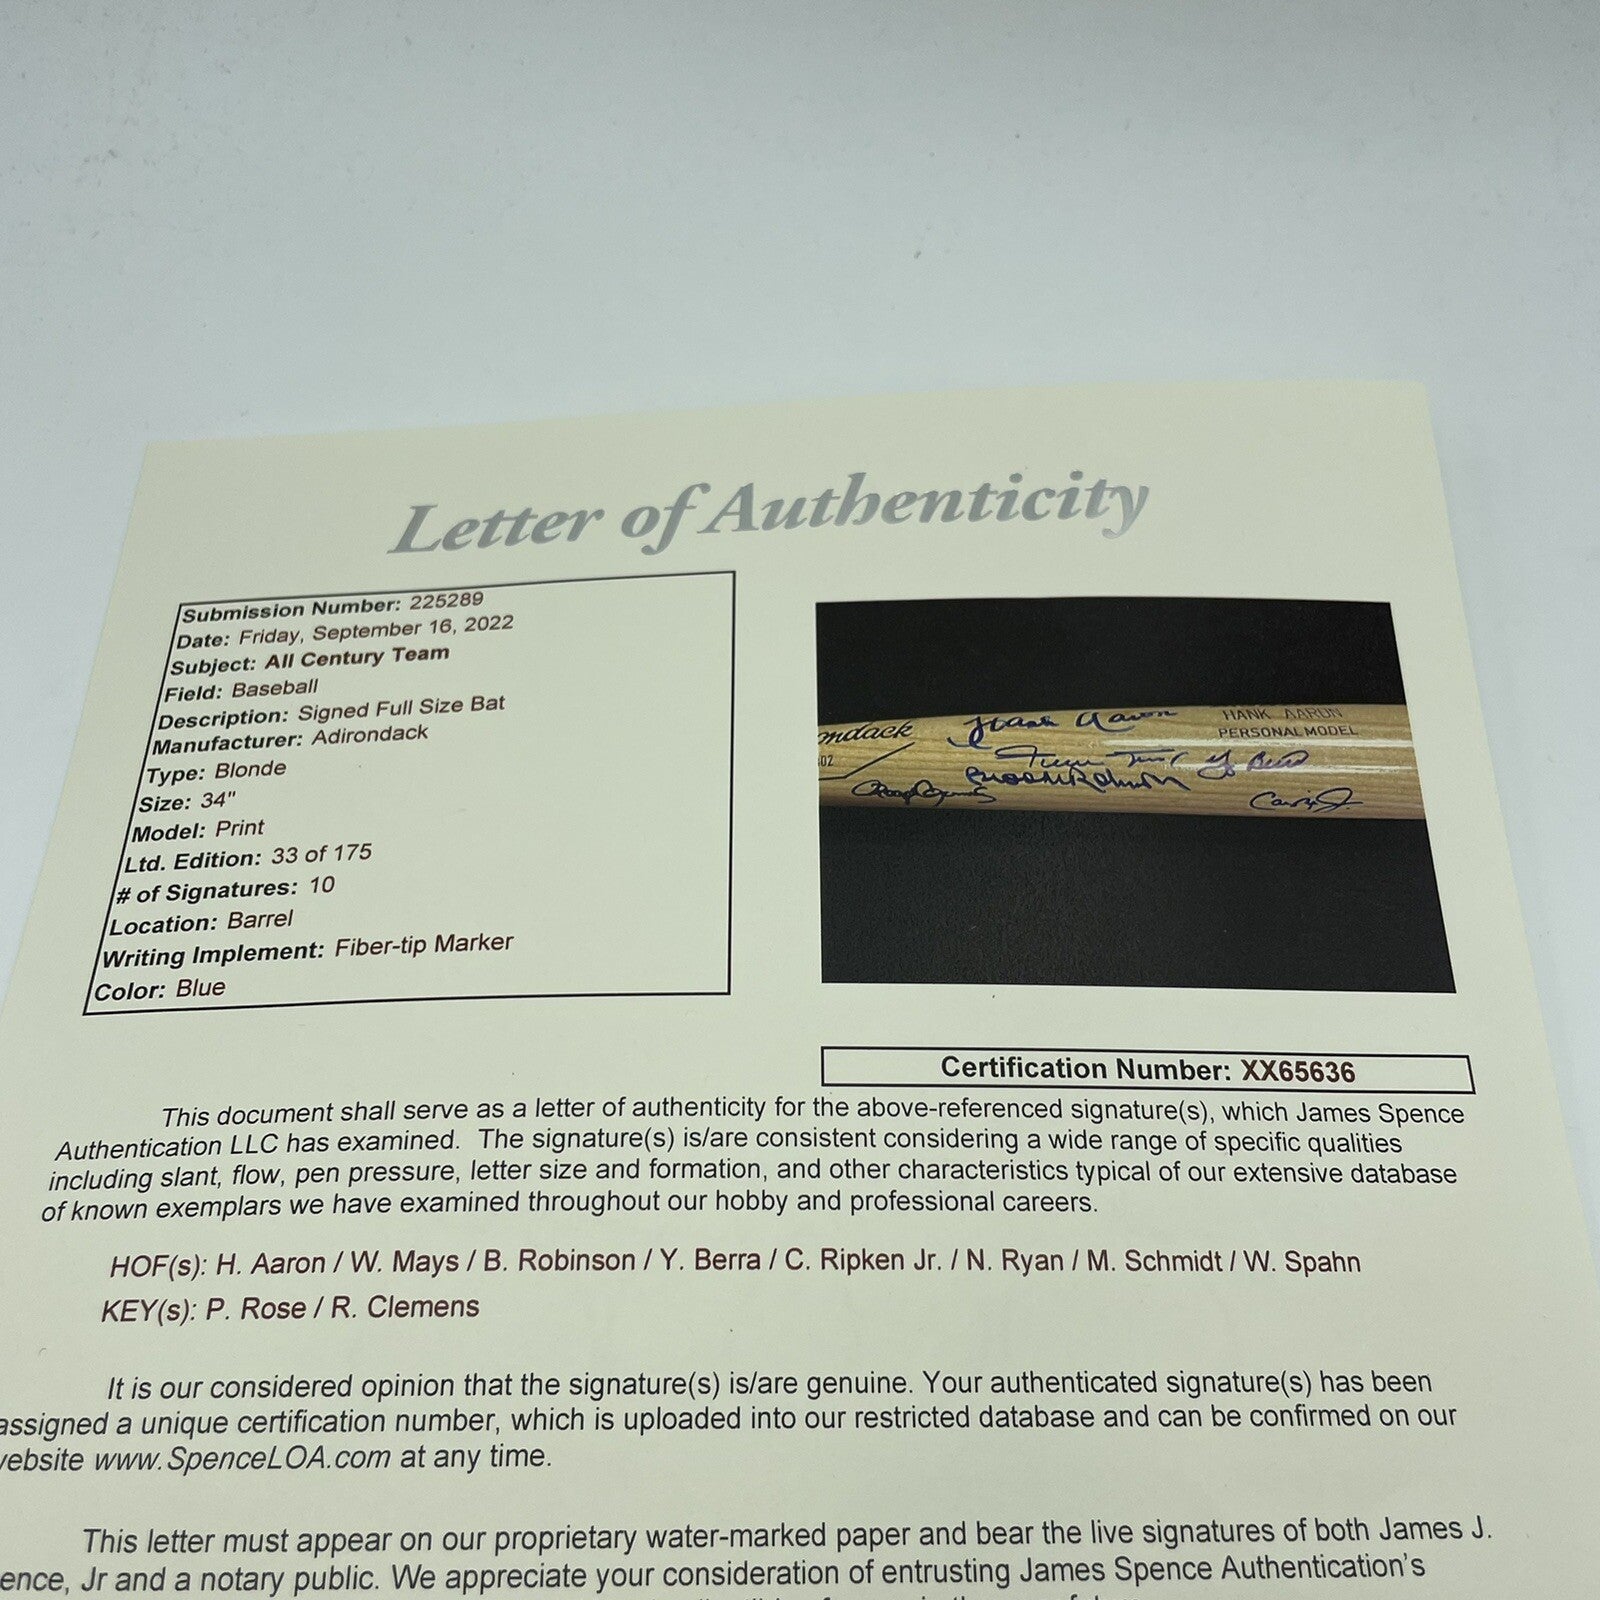 Letter of Authenticity
Submission Number: 225289
Date: Friday, September 16, 2022
Subject: All Century Team
Field: Baseball
Description: Signed Full Size Bat
Manufacturer: Adirondack
Type: Blonde
Size: 34"
Model: Print
Ltd. Edition: 33 of 175
# of Signatures: 10
Location: Barrel
Writing Implement: Fiber-tip Marker
Color: Blue
ndack
302
Hank Aaron
HANK AARON
PERSONAL MODEL
Brooks Robinson
Certification Number: XX65636
This document shall serve as a letter of authenticity for the above-referenced signature(s), which James Spence
Authentication LLC has examined. The signature(s) is/are consistent considering a wide range of specific qualities
including slant, flow, pen pressure, letter size and formation, and other characteristics typical of our extensive database
of known exemplars we have examined throughout our hobby and professional careers.
HOF(s): H. Aaron / W. Mays / B. Robinson / Y. Berra / C. Ripken Jr. / N. Ryan / M. Schmidt / W. Spahn
KEY(s): P. Rose / R. Clemens
It is our considered opinion that the signature(s) is/are genuine. Your authenticated signature(s) has been
assigned a unique certification number, which is uploaded into our restricted database and can be confirmed on our
website www.SpenceLOA.com at any time.
This letter must appear on our proprietary water-marked paper and bear the live signatures of both James J.
ence, Jr and a notary public. We appreciate your consideration of entrusting James Spence Authentication's